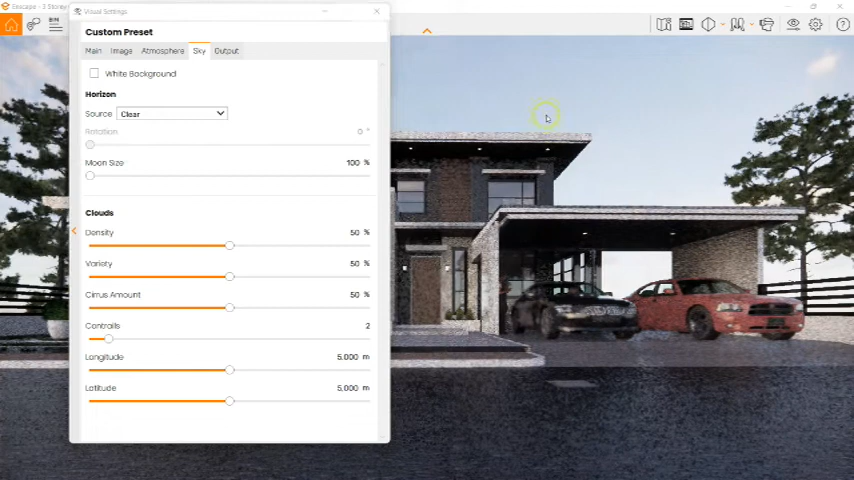 Enscape - 3 Storey
Visual Settings
BIM
Custom Preset
Main Image Atmosphere Sky Output
White Background
Horizon
Source Clear
Rotation 0 °
Moon Size 100 %
Clouds
Density 50 %
Variety 50 %
Cirrus Amount 50 %
Contrails 2
Longitude 5,000 m
Latitude 5,000 m